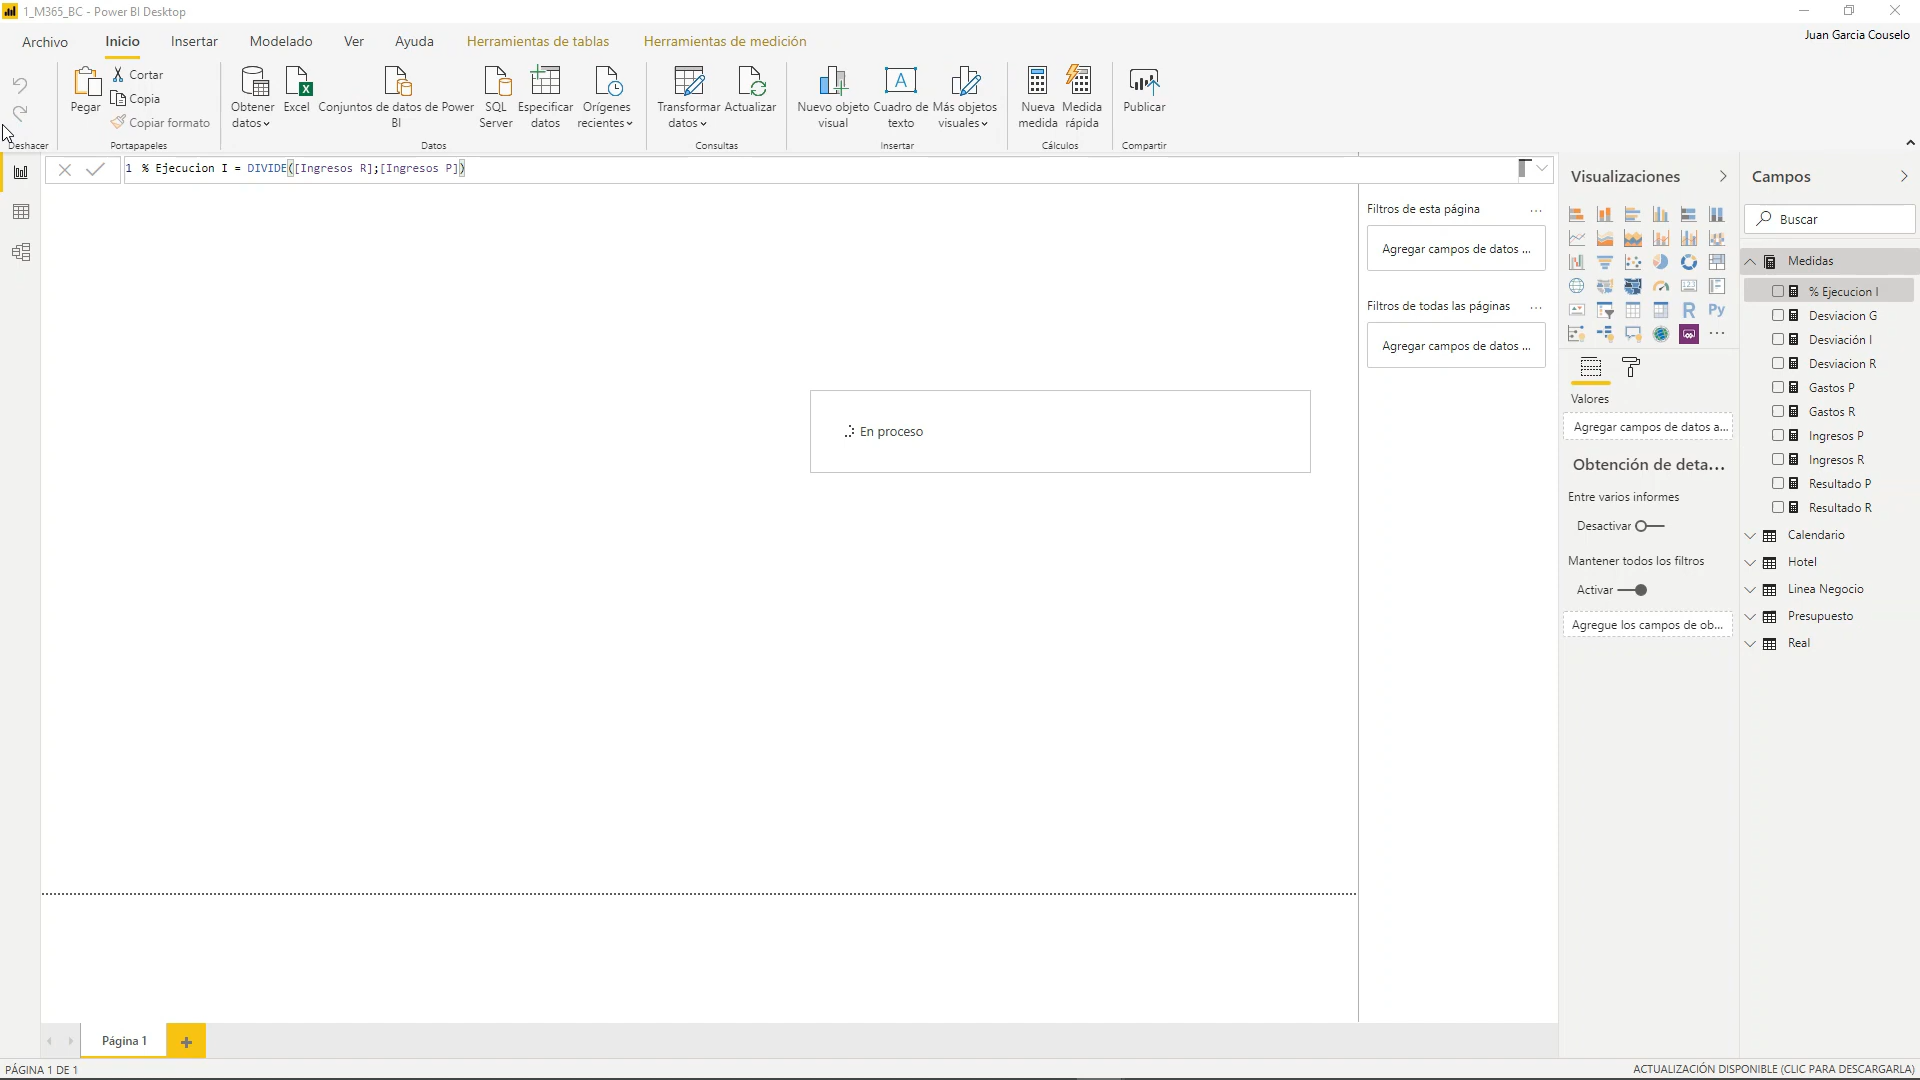 1_M365_BC - Power BI Desktop
Juan Garcia Couselo
Archivo
Inicio
Insertar
Modelado
Ver
Ayuda
Herramientas de tablas
Herramientas de medición
Deshacer
Pegar
Cortar
Copia
Copiar formato
Portapapeles
Obtener datos
Excel
Conjuntos de datos de Power BI
SQL Server
Especificar datos
Orígenes recientes
Datos
Transformar datos
Actualizar
Consultas
Nuevo objeto visual
Cuadro de texto
Más objetos visuales
Insertar
Nueva medida
Medida rápida
Cálculos
Publicar
Compartir
1 % Ejecucion I = DIVIDE([Ingresos R];[Ingresos P])
En proceso
Filtros de esta página
Agregar campos de datos ...
Filtros de todas las páginas
Agregar campos de datos ...
Visualizaciones
R
Py
Valores
Agregar campos de datos a...
Obtención de deta...
Entre varios informes
Desactivar
Mantener todos los filtros
Activar
Agregue los campos de ob...
Campos
Buscar
Medidas
% Ejecucion I
Desviacion G
Desviación I
Desviacion R
Gastos P
Gastos R
Ingresos P
Ingresos R
Resultado P
Resultado R
Calendario
Hotel
Linea Negocio
Presupuesto
Real
Página 1
PÁGINA 1 DE 1
ACTUALIZACIÓN DISPONIBLE (CLIC PARA DESCARGARLA)